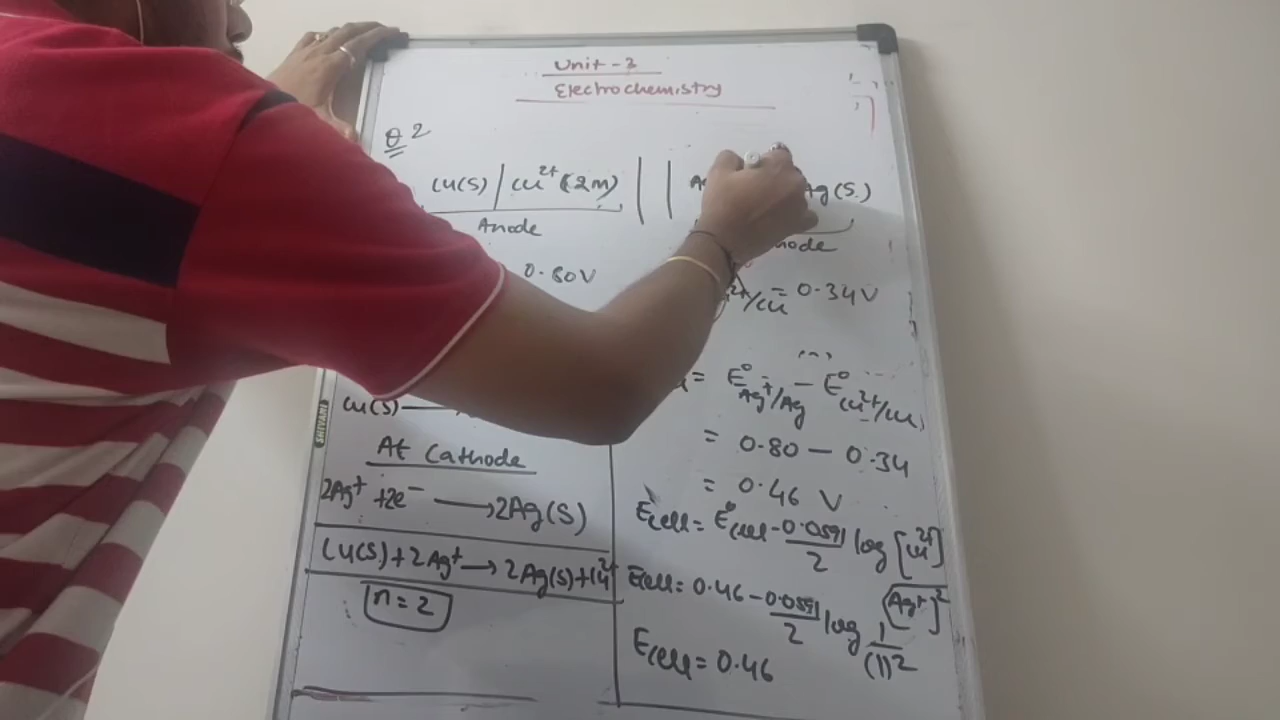 Unit - 2
Electrochemistry
Q 2
Cu(s) | Cu²⁺ (2M) || Ag(s)
Anode
0.80V
²⁺/Cu = 0.34V
= E° Ag⁺/Ag − E° Cu²⁺/Cu
= 0.80 − 0.34
= 0.46 V
Cu(s)
At Cathode
2Ag⁺ + 2e⁻ → 2Ag(s)
Cu(s) + 2Ag⁺ → 2Ag(s) + Cu²⁺
n = 2
Ecell = E°cell − 0.0591/2 log [Cu²⁺]/[Ag⁺]²
Ecell = 0.46 − 0.0591/2 log 1/(1)²
Ecell = 0.46
SHIVANI